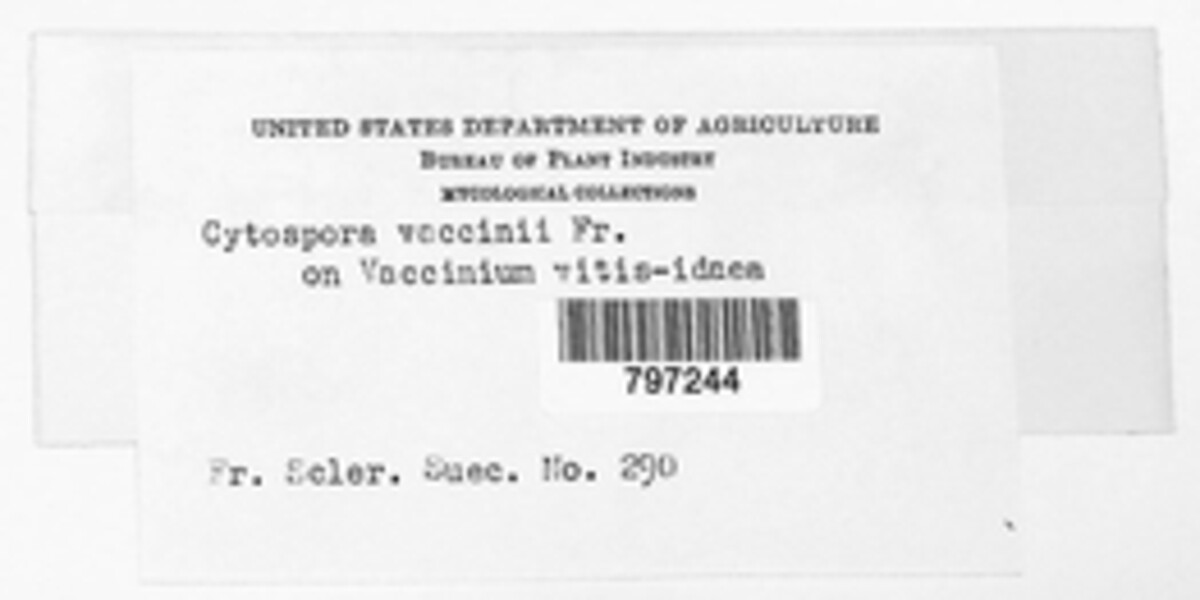 UNITED STATES DEPARTMENT OF AGRICULTURE
BUREAU OF PLANT INDUSTRY
MYCOLOGICAL COLLECTIONS
Cytospora vaccinii Fr.
on Vaccinium vitis-idaea
797244
Fr. Scler. Suec. No. 290